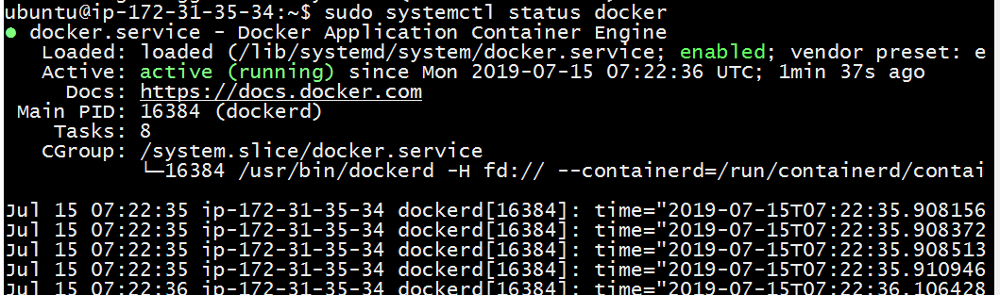 ubuntu@ip-172-31-35-34:~$ sudo systemctl status docker
● docker.service - Docker Application Container Engine
Loaded: loaded (/lib/systemd/system/docker.service; enabled; vendor preset: e
Active: active (running) since Mon 2019-07-15 07:22:36 UTC; 1min 37s ago
Docs: https://docs.docker.com
Main PID: 16384 (dockerd)
Tasks: 8
CGroup: /system.slice/docker.service
└─16384 /usr/bin/dockerd -H fd:// --containerd=/run/containerd/contai
Jul 15 07:22:35 ip-172-31-35-34 dockerd[16384]: time="2019-07-15T07:22:35.908156
Jul 15 07:22:35 ip-172-31-35-34 dockerd[16384]: time="2019-07-15T07:22:35.908372
Jul 15 07:22:35 ip-172-31-35-34 dockerd[16384]: time="2019-07-15T07:22:35.908513
Jul 15 07:22:35 ip-172-31-35-34 dockerd[16384]: time="2019-07-15T07:22:35.910946
Jul 15 07:22:36 ip-172-31-35-34 dockerd[16384]: time="2019-07-15T07:22:36.106428